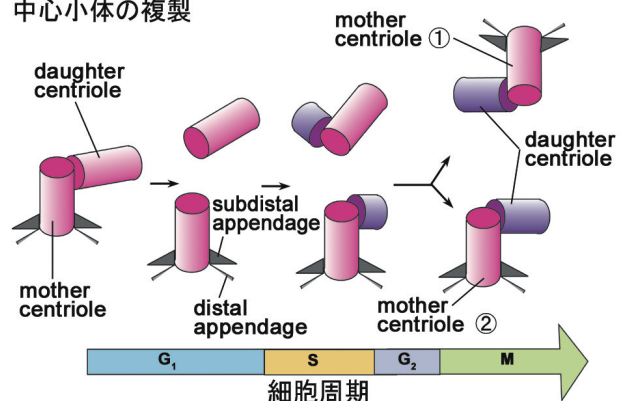 中心小体の複製
mother
centriole ①
daughter
centriole
daughter
centriole
subdistal
appendage
mother
centriole
distal
appendage
mother
centriole ②
G1 S G2 M
細胞周期